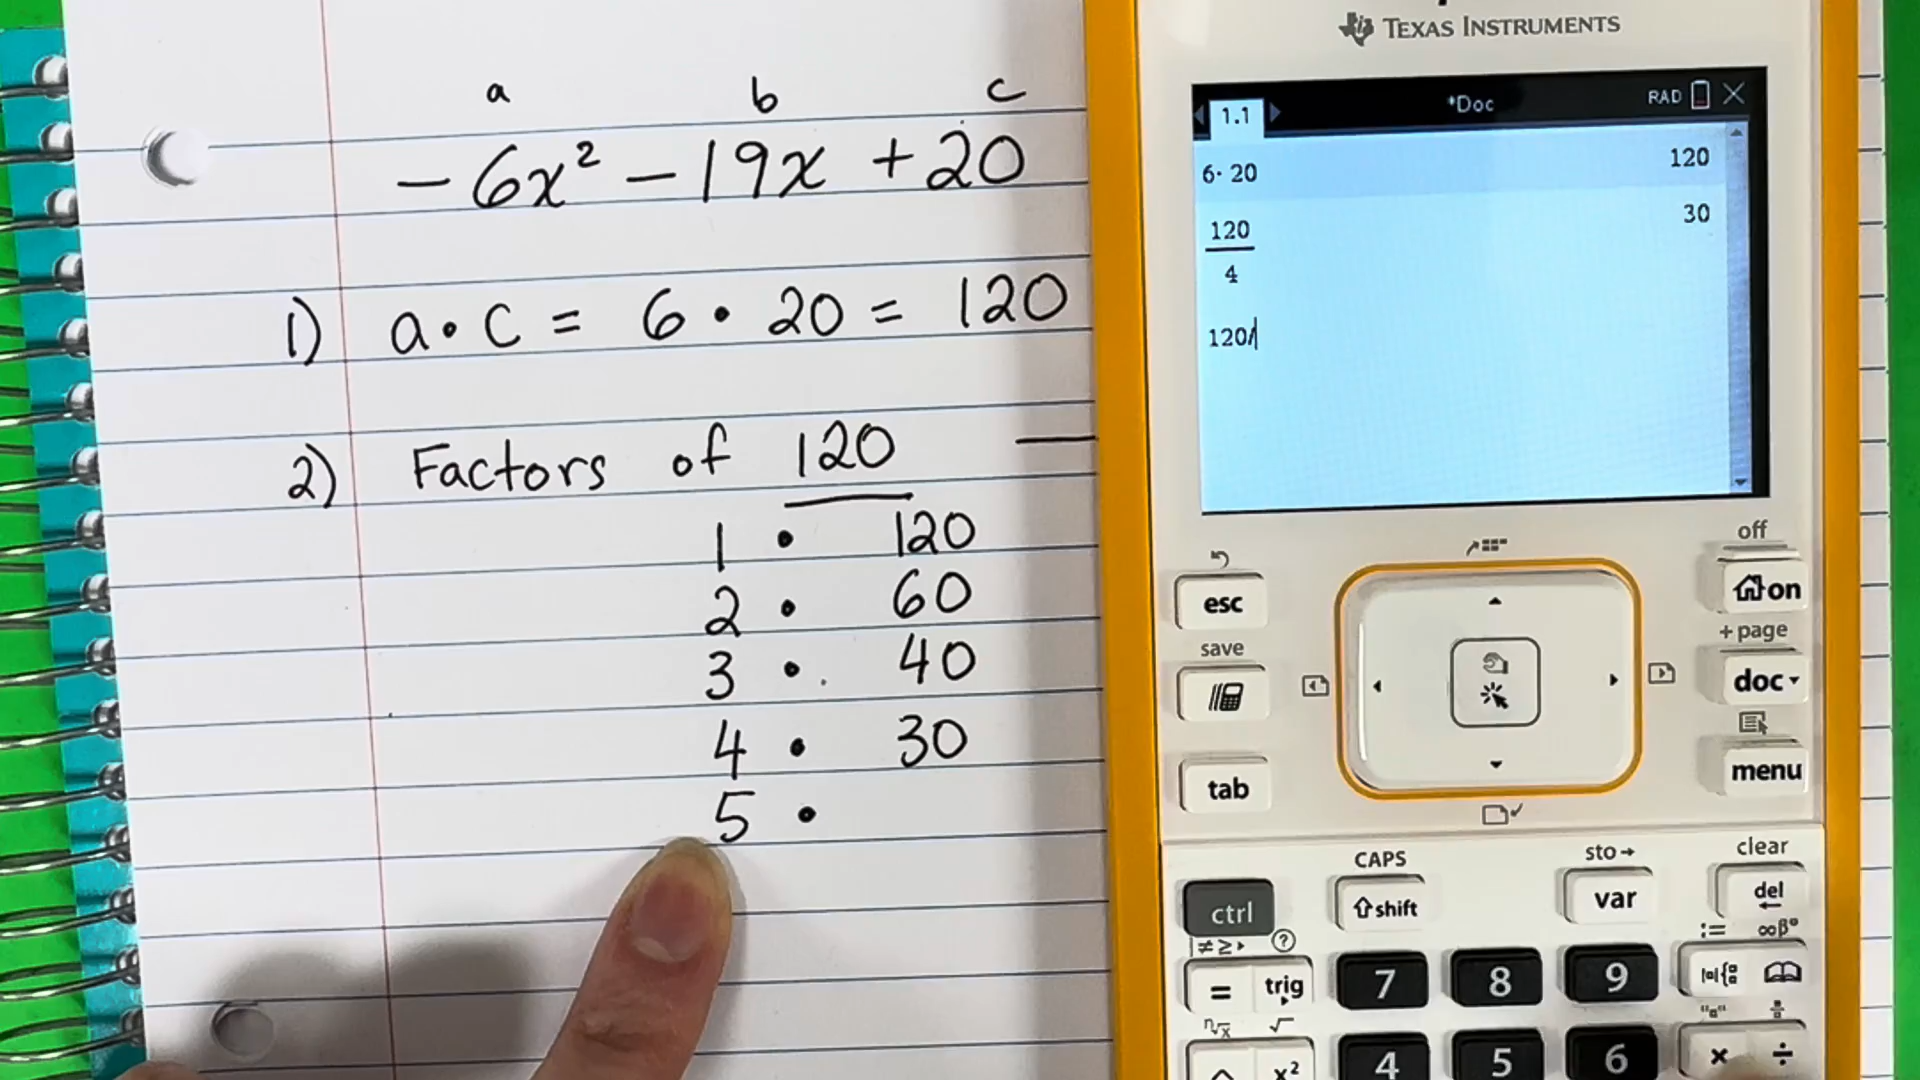 a b c
− 6x² − 19x + 20
1) a • c = 6 • 20 = 120
2) Factors of 120
1 • 120
2 • 60
3 • 40
4 • 30
5 •
TEXAS INSTRUMENTS
1.1 *Doc RAD
6· 20 120
120/4 30
120/
off
esc on
save + page
doc
tab menu
CAPS sto→ clear
ctrl shift var del
≠≥ ? := ∞β°
= trig 7 8 9 |□|{
ⁿ√x √ "□"
x² 4 5 6 × ÷